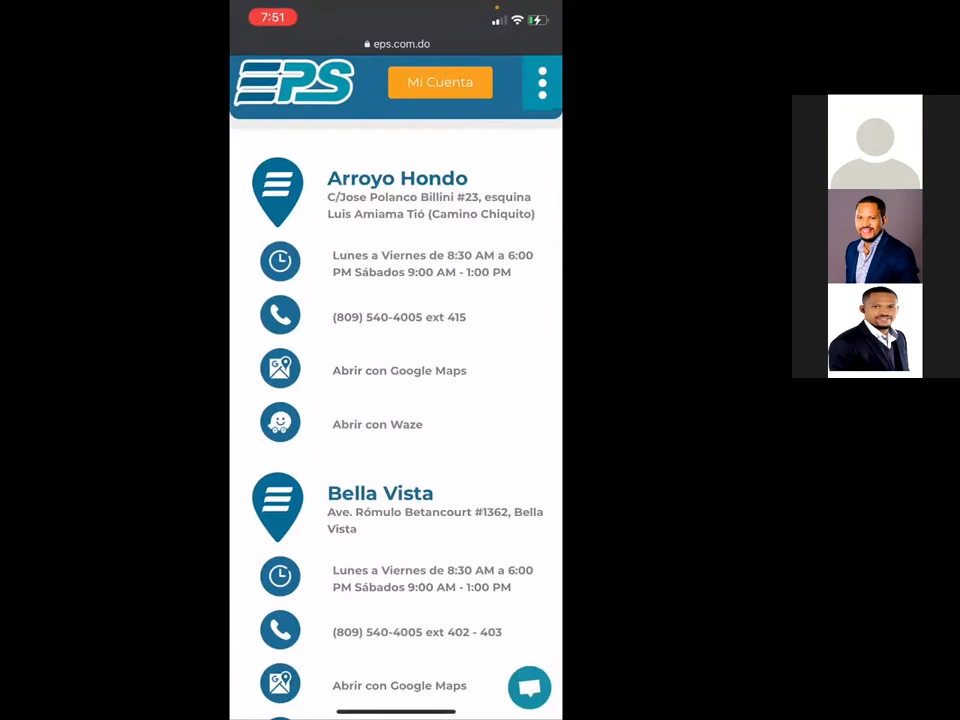 7:51
eps.com.do
EPS
Mi Cuenta
Arroyo Hondo
C/Jose Polanco Billini #23, esquina
Luis Amiama Tió (Camino Chiquito)
Lunes a Viernes de 8:30 AM a 6:00
PM Sábados 9:00 AM - 1:00 PM
(809) 540-4005 ext 415
Abrir con Google Maps
Abrir con Waze
Bella Vista
Ave. Rómulo Betancourt #1362, Bella
Vista
Lunes a Viernes de 8:30 AM a 6:00
PM Sábados 9:00 AM - 1:00 PM
(809) 540-4005 ext 402 - 403
Abrir con Google Maps